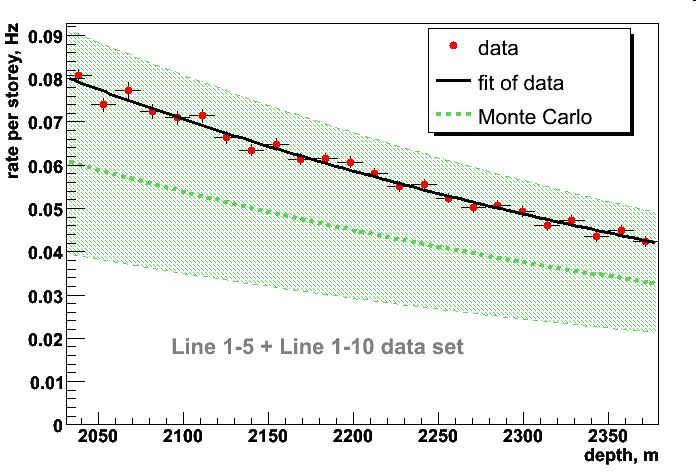 rate per storey, Hz
0.09
0.08
0.07
0.06
0.05
0.04
0.03
0.02
0.01
0
data
fit of data
Monte Carlo
Line 1-5 + Line 1-10 data set
2050 2100 2150 2200 2250 2300 2350
depth, m